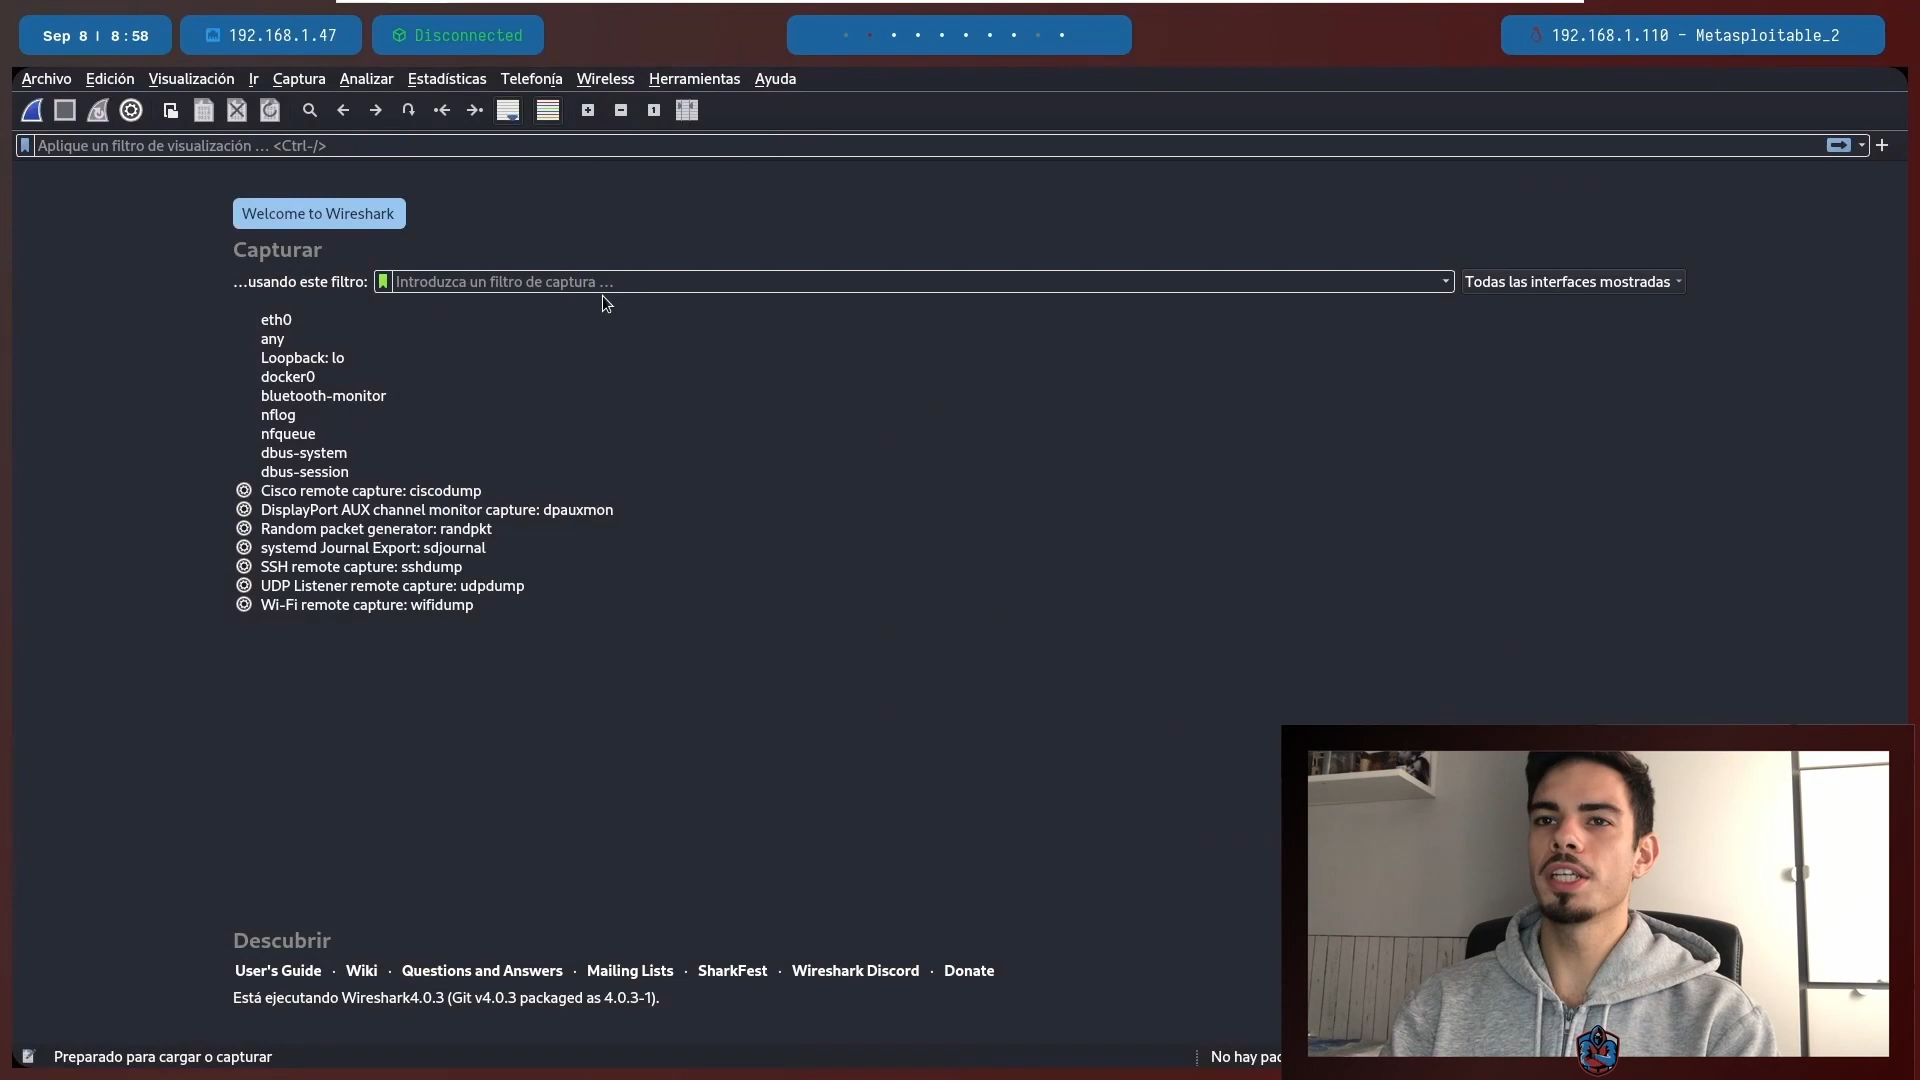 Sep 8 | 8:58
192.168.1.47
Disconnected
192.168.1.110 - Metasploitable_2
Archivo Edición Visualización Ir Captura Analizar Estadísticas Telefonía Wireless Herramientas Ayuda
Aplique un filtro de visualización … <Ctrl-/>
Welcome to Wireshark
Capturar
…usando este filtro: Introduzca un filtro de captura … Todas las interfaces mostradas
eth0
any
Loopback: lo
docker0
bluetooth-monitor
nflog
nfqueue
dbus-system
dbus-session
Cisco remote capture: ciscodump
DisplayPort AUX channel monitor capture: dpauxmon
Random packet generator: randpkt
systemd Journal Export: sdjournal
SSH remote capture: sshdump
UDP Listener remote capture: udpdump
Wi-Fi remote capture: wifidump
Descubrir
User's Guide · Wiki · Questions and Answers · Mailing Lists · SharkFest · Wireshark Discord · Donate
Está ejecutando Wireshark4.0.3 (Git v4.0.3 packaged as 4.0.3-1).
Preparado para cargar o capturar
No hay pac